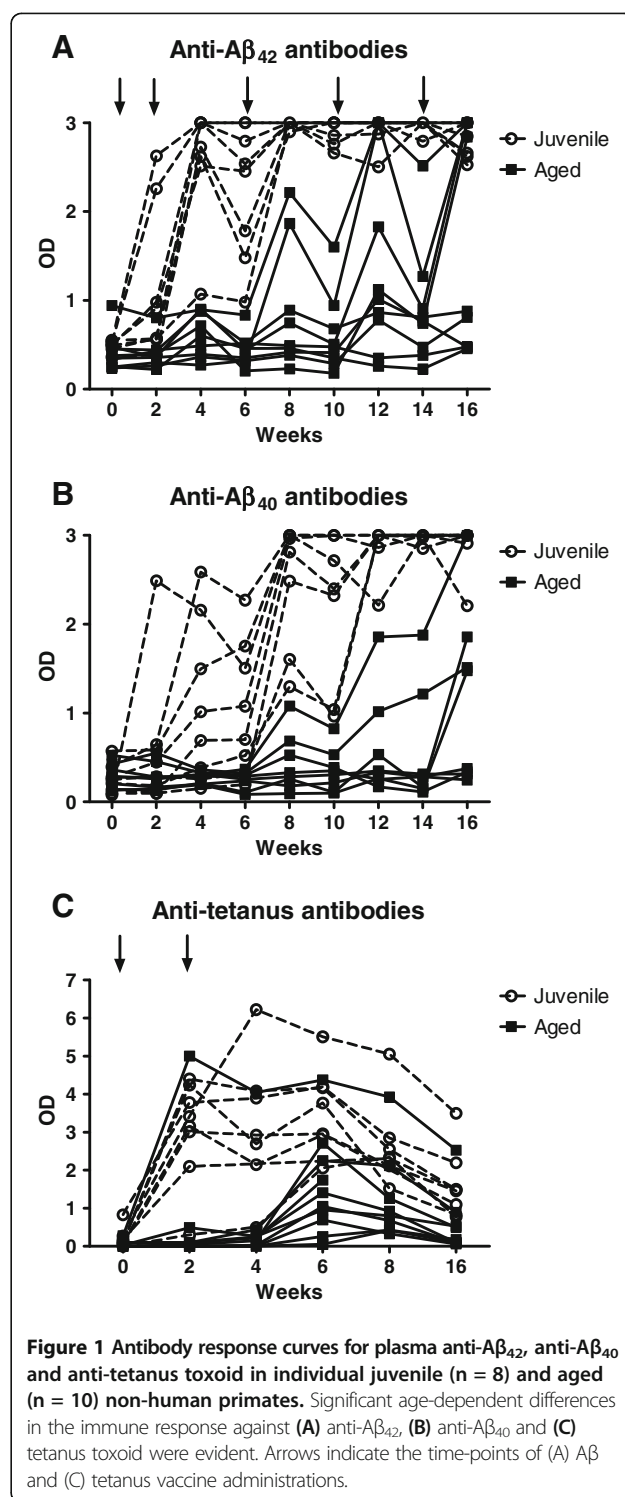 A
Anti-Aβ42 antibodies
3
2
1
0
OD
0 2 4 6 8 10 12 14 16
Weeks
Juvenile
Aged
B
Anti-Aβ40 antibodies
3
2
1
0
OD
0 2 4 6 8 10 12 14 16
Weeks
Juvenile
Aged
C
Anti-tetanus antibodies
7
6
5
4
3
2
1
0
OD
0 2 4 6 8 16
Weeks
Juvenile
Aged
Figure 1 Antibody response curves for plasma anti-Aβ42, anti-Aβ40
and anti-tetanus toxoid in individual juvenile (n = 8) and aged
(n = 10) non-human primates. Significant age-dependent differences
in the immune response against (A) anti-Aβ42, (B) anti-Aβ40 and (C)
tetanus toxoid were evident. Arrows indicate the time-points of (A) Aβ
and (C) tetanus vaccine administrations.